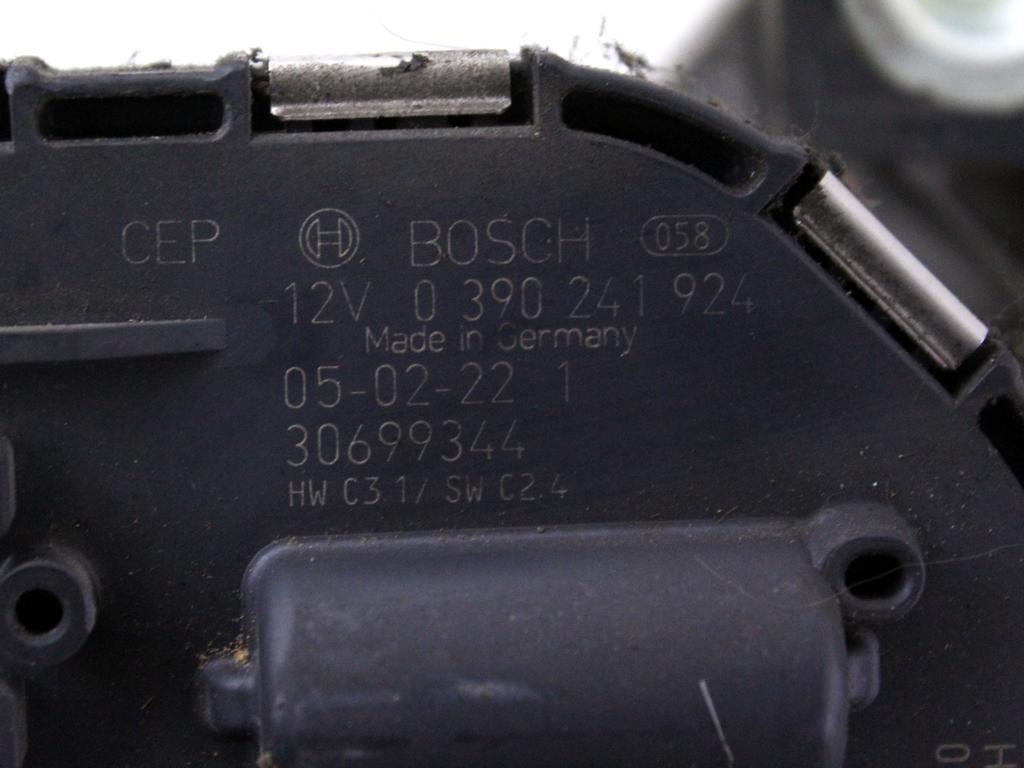 CEP BOSCH 058
12V 0 390 241 924
Made in Germany
05-02-22 1
30699344
HW C3.1/ SW C2.4
H 0